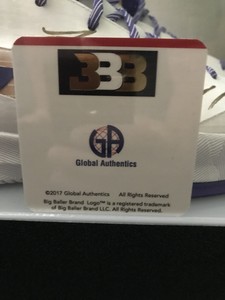 BBB
GA
Global Authentics
©2017 Global Authentics All Rights Reserved
Big Baller Brand Logo™ is a registered trademark
of Big Baller Brand LLC. All Rights Reserved.